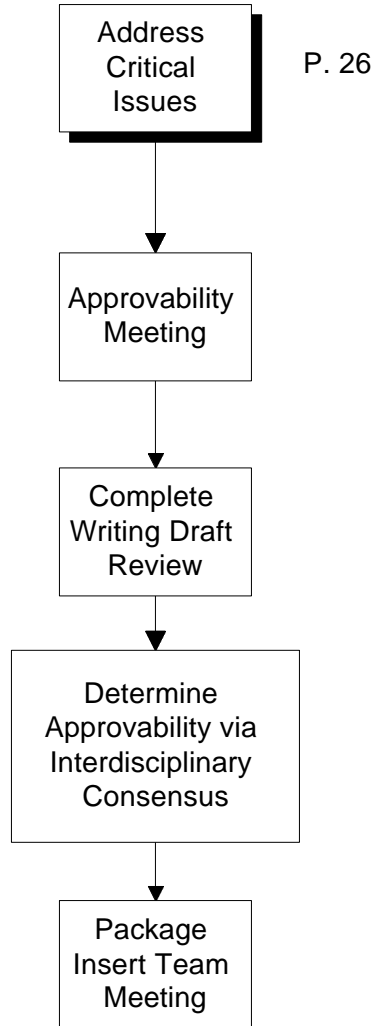 Address
Critical
Issues
P. 26
Approvability
Meeting
Complete
Writing Draft
Review
Determine
Approvability via
Interdisciplinary
Consensus
Package
Insert Team
Meeting